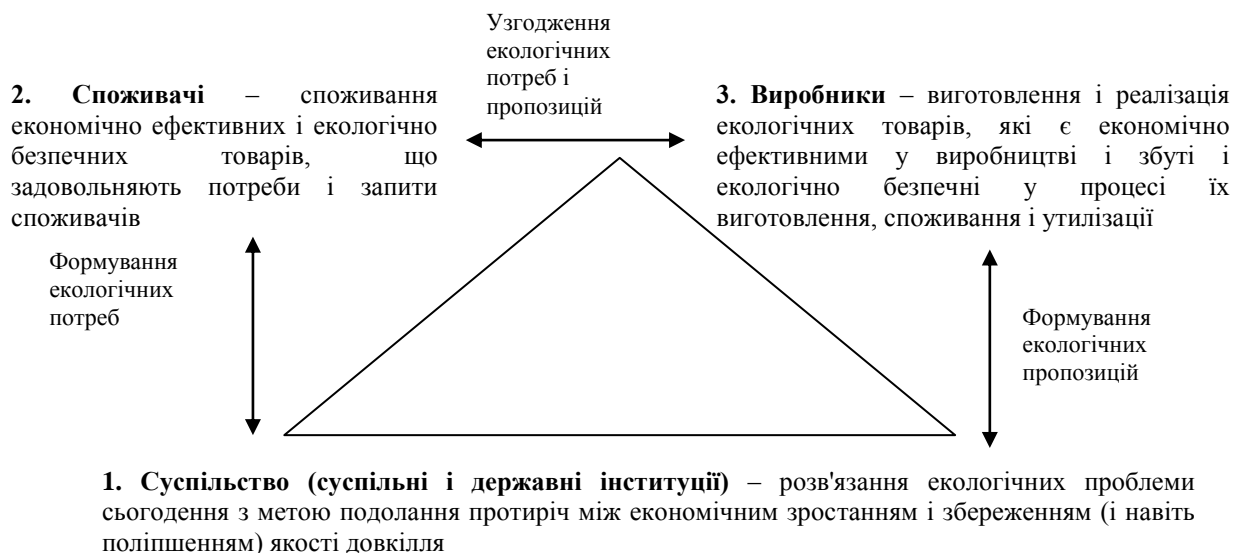 Узгодження
екологічних
потреб і
пропозицій
2. Споживачі – споживання
економічно ефективних і екологічно
безпечних товарів, що
задовольняють потреби і запити
споживачів
3. Виробники – виготовлення і реалізація
екологічних товарів, які є економічно
ефективними у виробництві і збуті і
екологічно безпечні у процесі їх
виготовлення, споживання і утилізації
Формування
екологічних
потреб
Формування
екологічних
пропозицій
1. Суспільство (суспільні і державні інституції) – розв'язання екологічних проблеми
сьогодення з метою подолання протиріч між економічним зростанням і збереженням (і навіть
поліпшенням) якості довкілля